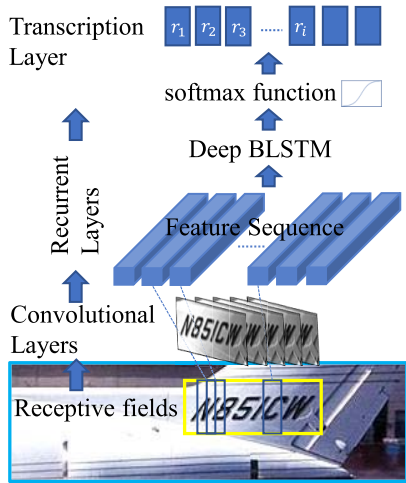 Transcription
Layer
r1 r2 r3 ...... ri
softmax function
Deep BLSTM
Recurrent
Layers
Feature Sequence
......
Convolutional
Layers
N851CW
Receptive fields
N851CW